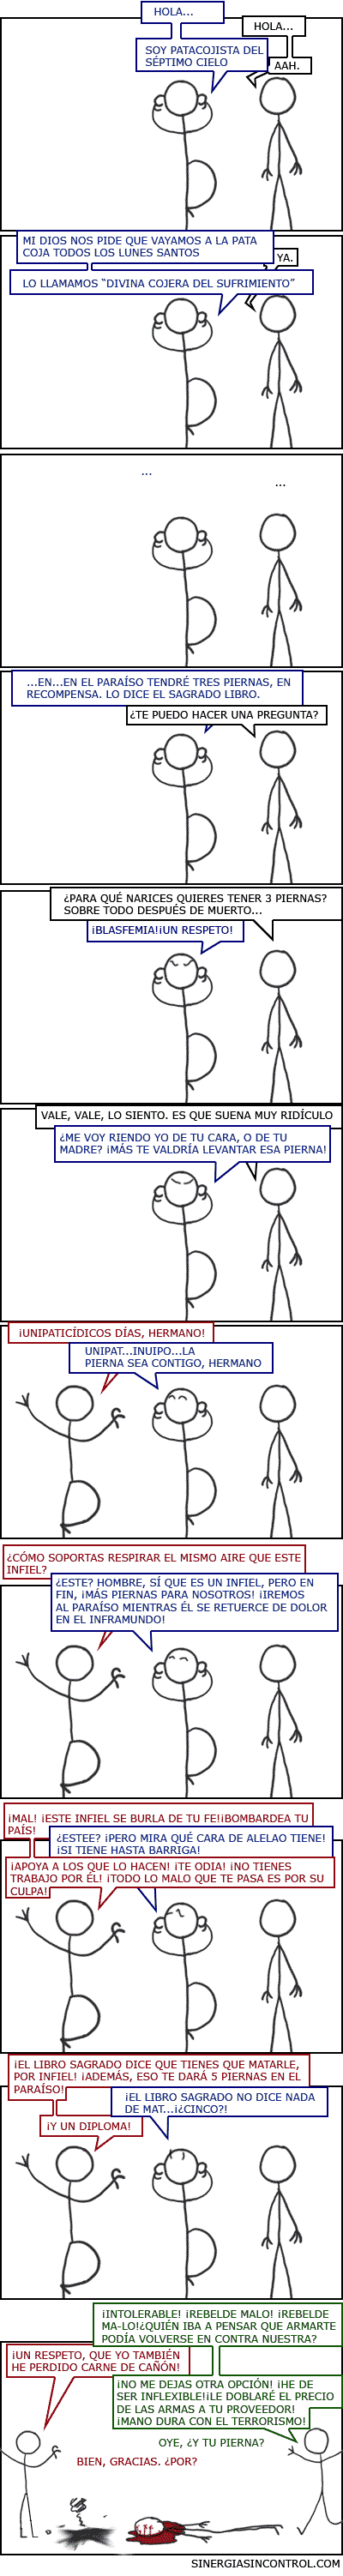 HOLA...
HOLA...
SOY PATACOJISTA DEL
SÉPTIMO CIELO
AAH.
MI DIOS NOS PIDE QUE VAYAMOS A LA PATA
COJA TODOS LOS LUNES SANTOS
YA.
LO LLAMAMOS “DIVINA COJERA DEL SUFRIMIENTO”
...
...
...EN...EN EL PARAÍSO TENDRÉ TRES PIERNAS, EN
RECOMPENSA. LO DICE EL SAGRADO LIBRO.
¿TE PUEDO HACER UNA PREGUNTA?
¿PARA QUÉ NARICES QUIERES TENER 3 PIERNAS?
SOBRE TODO DESPUÉS DE MUERTO...
¡BLASFEMIA!¡UN RESPETO!
VALE, VALE, LO SIENTO. ES QUE SUENA MUY RIDÍCULO
¿ME VOY RIENDO YO DE TU CARA, O DE TU
MADRE? ¡MÁS TE VALDRÍA LEVANTAR ESA PIERNA!
¡UNIPATICÍDICOS DÍAS, HERMANO!
UNIPAT...INUIPO...LA
PIERNA SEA CONTIGO, HERMANO
¿CÓMO SOPORTAS RESPIRAR EL MISMO AIRE QUE ESTE
INFIEL?
¿ESTE? HOMBRE, SÍ QUE ES UN INFIEL, PERO EN
FIN, ¡MÁS PIERNAS PARA NOSOTROS! ¡IREMOS
AL PARAÍSO MIENTRAS ÉL SE RETUERCE DE DOLOR
EN EL INFRAMUNDO!
¡MAL! ¡ESTE INFIEL SE BURLA DE TU FE!¡BOMBARDEA TU
PAÍS!
¿ESTEE? ¡PERO MIRA QUÉ CARA DE ALELAO TIENE!
¡SI TIENE HASTA BARRIGA!
¡APOYA A LOS QUE LO HACEN! ¡TE ODIA! ¡NO TIENES
TRABAJO POR ÉL! ¡TODO LO MALO QUE TE PASA ES POR SU
CULPA!
¡EL LIBRO SAGRADO DICE QUE TIENES QUE MATARLE,
POR INFIEL! ¡ADEMÁS, ESO TE DARÁ 5 PIERNAS EN EL
PARAÍSO!
¡EL LIBRO SAGRADO NO DICE NADA
DE MAT...¡¿CINCO?!
¡Y UN DIPLOMA!
¡INTOLERABLE! ¡REBELDE MALO! ¡REBELDE
MA-LO!¿QUIÉN IBA A PENSAR QUE ARMARTE
PODÍA VOLVERSE EN CONTRA NUESTRA?
¡UN RESPETO, QUE YO TAMBIÉN
HE PERDIDO CARNE DE CAÑÓN!
¡NO ME DEJAS OTRA OPCIÓN! ¡HE DE
SER INFLEXIBLE!¡LE DOBLARÉ EL PRECIO
DE LAS ARMAS A TU PROVEEDOR!
¡MANO DURA CON EL TERRORISMO!
OYE, ¿Y TU PIERNA?
BIEN, GRACIAS. ¿POR?
SINERGIASINCONTROL.COM